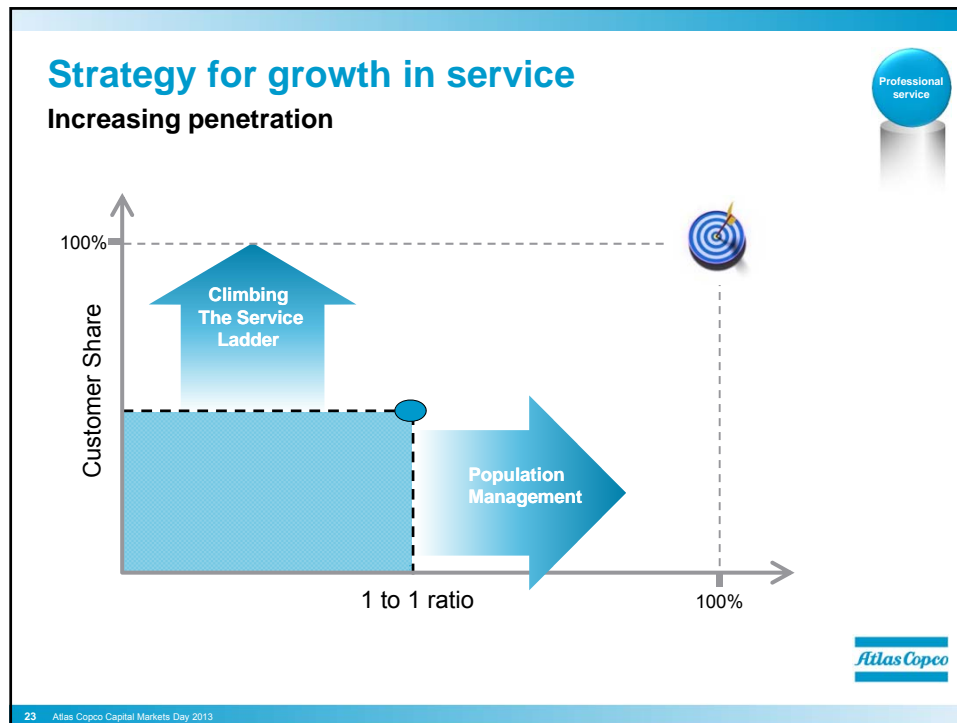 Strategy for growth in service
Increasing penetration
Professional
service
100%
Climbing
The Service
Ladder
Customer Share
Population
Management
1 to 1 ratio
100%
Atlas Copco
23 Atlas Copco Capital Markets Day 2013